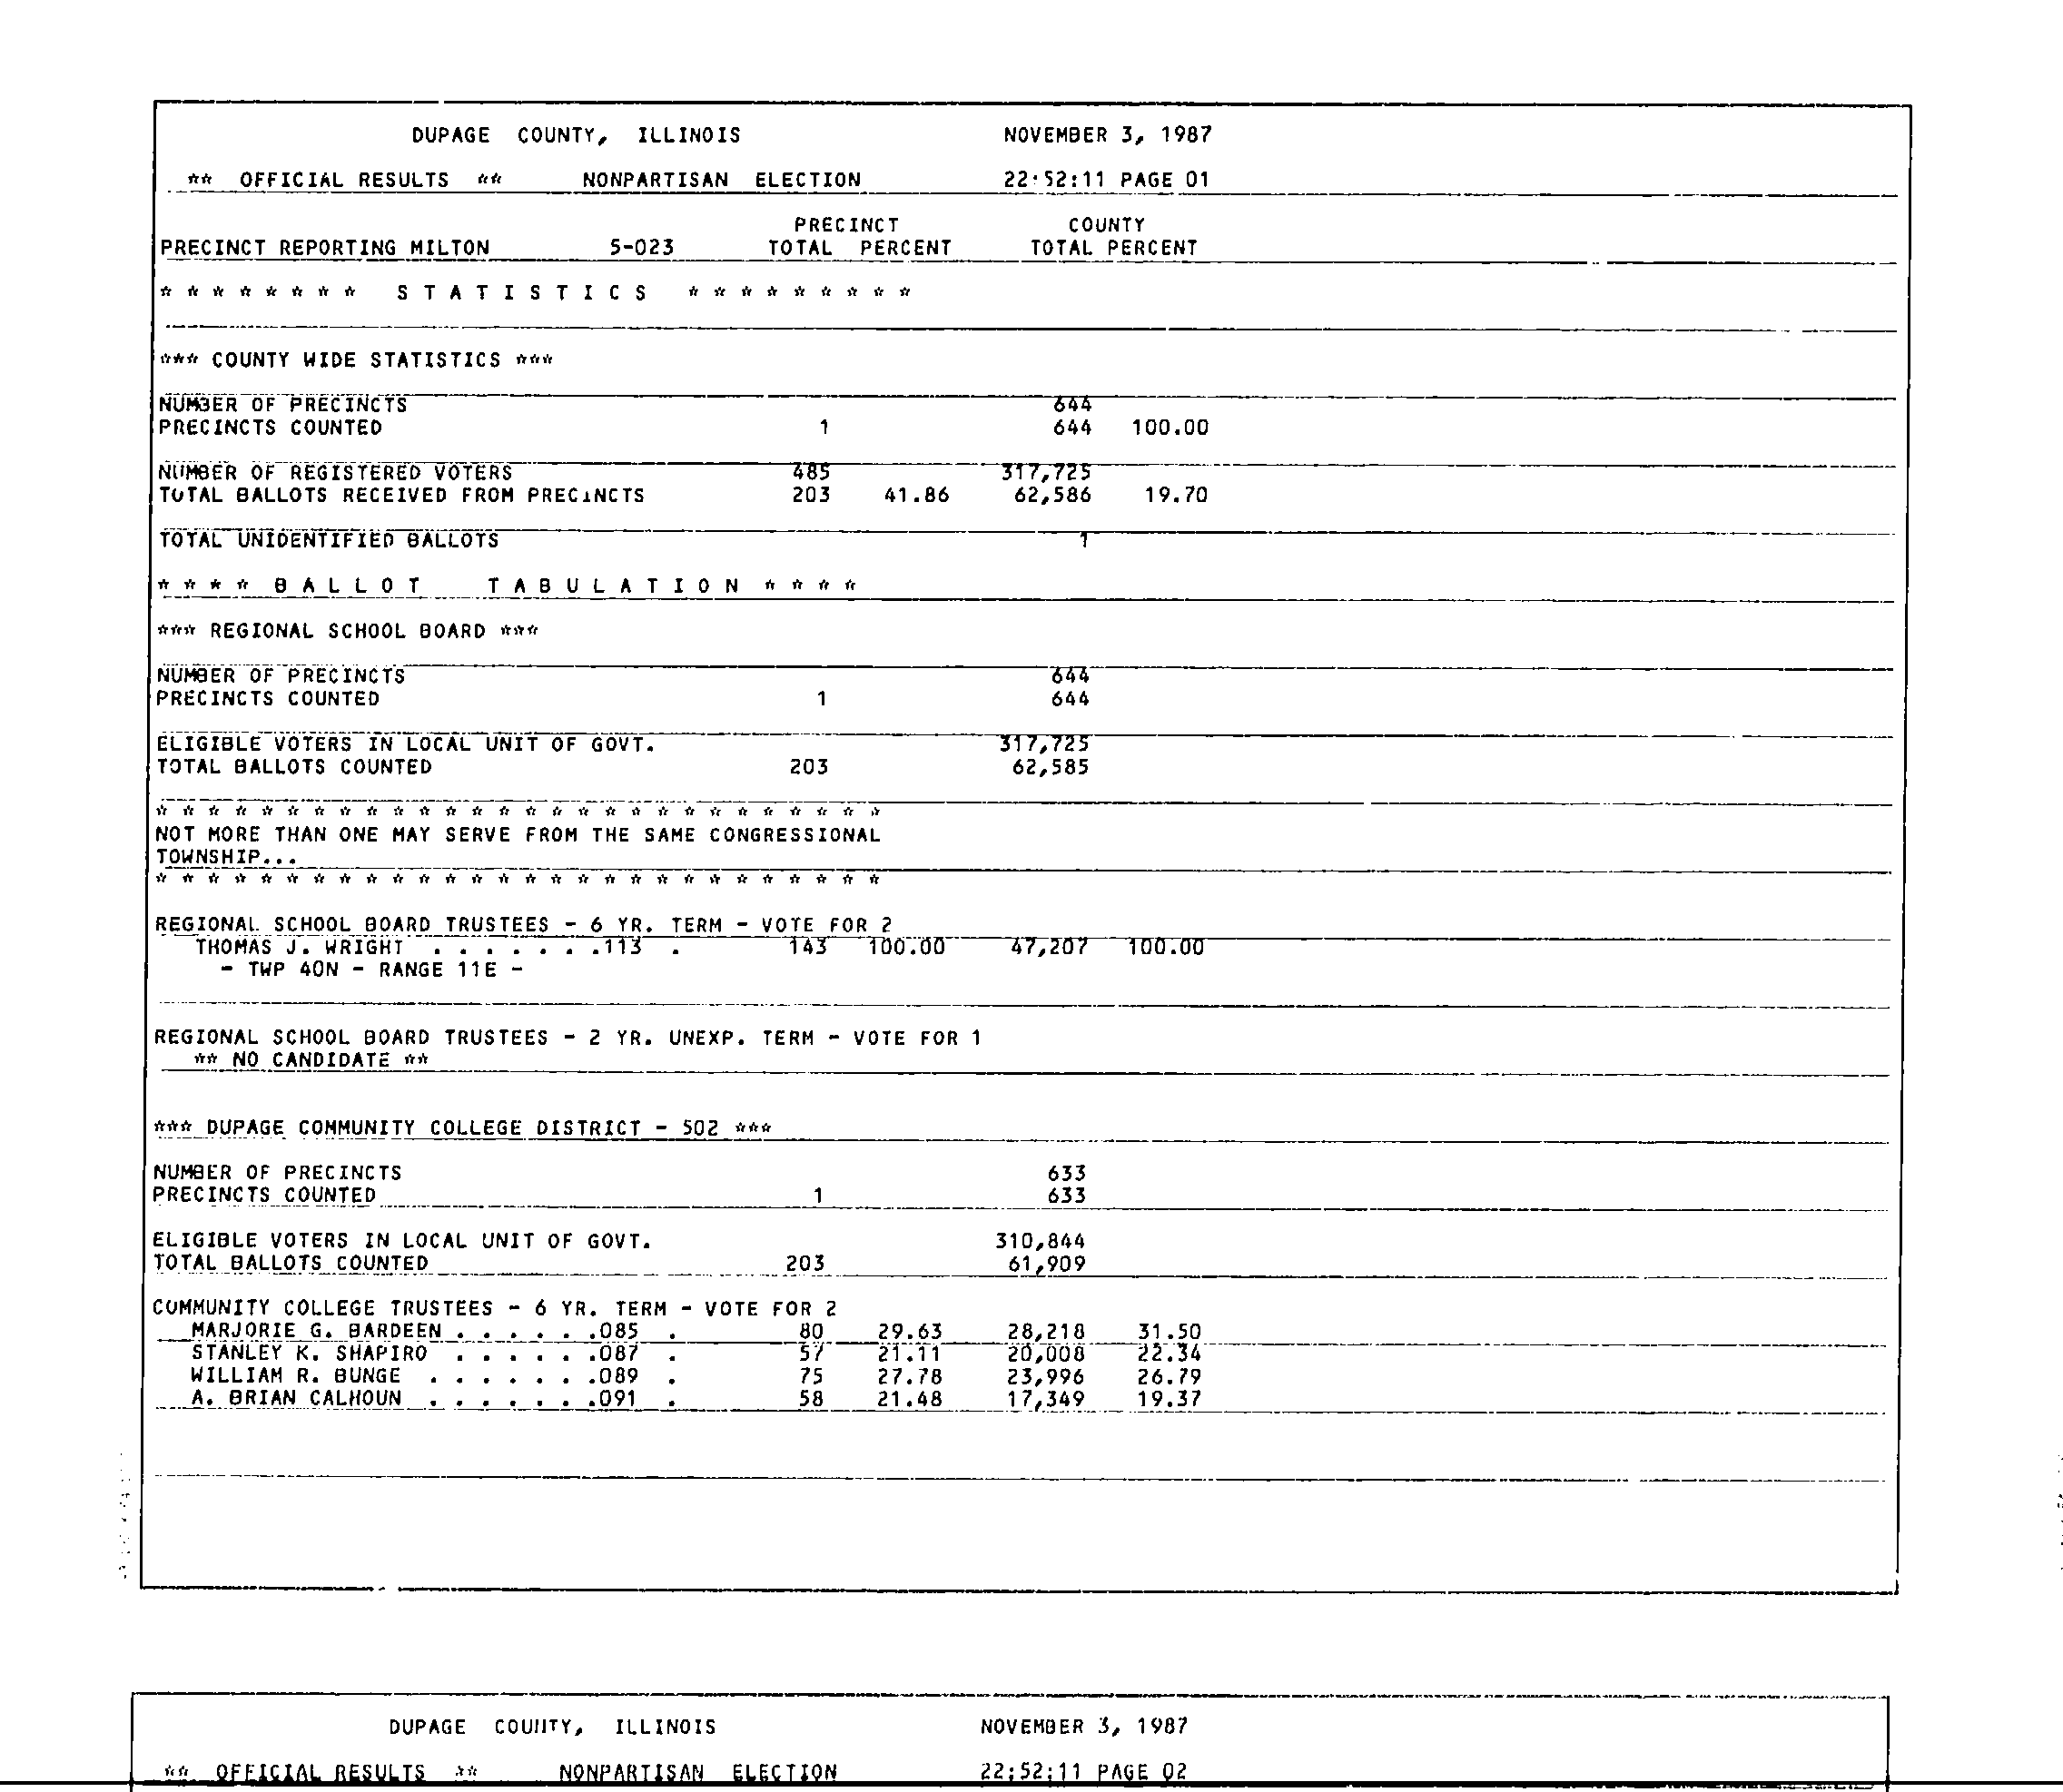 DUPAGE COUNTY, ILLINOIS NOVEMBER 3, 1987
** OFFICIAL RESULTS ** NONPARTISAN ELECTION 22:52:11 PAGE 01
PRECINCT COUNTY
PRECINCT REPORTING MILTON 5-023 TOTAL PERCENT TOTAL PERCENT
* * * * * * * * S T A T I S T I C S * * * * * * * * *
*** COUNTY WIDE STATISTICS ***
NUMBER OF PRECINCTS 644
PRECINCTS COUNTED 1 644 100.00
NUMBER OF REGISTERED VOTERS 485 317,725
TOTAL BALLOTS RECEIVED FROM PRECINCTS 203 41.86 62,586 19.70
TOTAL UNIDENTIFIED BALLOTS 1
* * * * B A L L O T T A B U L A T I O N * * * *
*** REGIONAL SCHOOL BOARD ***
NUMBER OF PRECINCTS 644
PRECINCTS COUNTED 1 644
ELIGIBLE VOTERS IN LOCAL UNIT OF GOVT. 317,725
TOTAL BALLOTS COUNTED 203 62,585
* * * * * * * * * * * * * * * * * * * * * * * * * * * *
NOT MORE THAN ONE MAY SERVE FROM THE SAME CONGRESSIONAL
TOWNSHIP...
* * * * * * * * * * * * * * * * * * * * * * * * * * * *
REGIONAL SCHOOL BOARD TRUSTEES - 6 YR. TERM - VOTE FOR 2
THOMAS J. WRIGHT . . . . . . .113 . 143 100.00 47,207 100.00
- TWP 40N - RANGE 11E -
REGIONAL SCHOOL BOARD TRUSTEES - 2 YR. UNEXP. TERM - VOTE FOR 1
** NO CANDIDATE **
*** DUPAGE COMMUNITY COLLEGE DISTRICT - 502 ***
NUMBER OF PRECINCTS 633
PRECINCTS COUNTED 1 633
ELIGIBLE VOTERS IN LOCAL UNIT OF GOVT. 310,844
TOTAL BALLOTS COUNTED 203 61,909
COMMUNITY COLLEGE TRUSTEES - 6 YR. TERM - VOTE FOR 2
MARJORIE G. BARDEEN . . . . . .085 . 80 29.63 28,218 31.50
STANLEY K. SHAPIRO . . . . . .087 . 57 21.11 20,008 22.34
WILLIAM R. BUNGE . . . . . . .089 . 75 27.78 23,996 26.79
A. BRIAN CALHOUN . . . . . . .091 . 58 21.48 17,349 19.37
DUPAGE COUNTY, ILLINOIS NOVEMBER 3, 1987
** OFFICIAL RESULTS ** NONPARTISAN ELECTION 22:52:11 PAGE 02